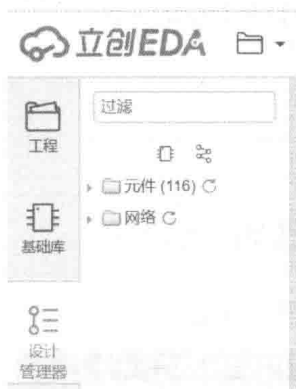 立创EDA
过滤
工程
元件 (116)
网络
基础库
设计
管理器